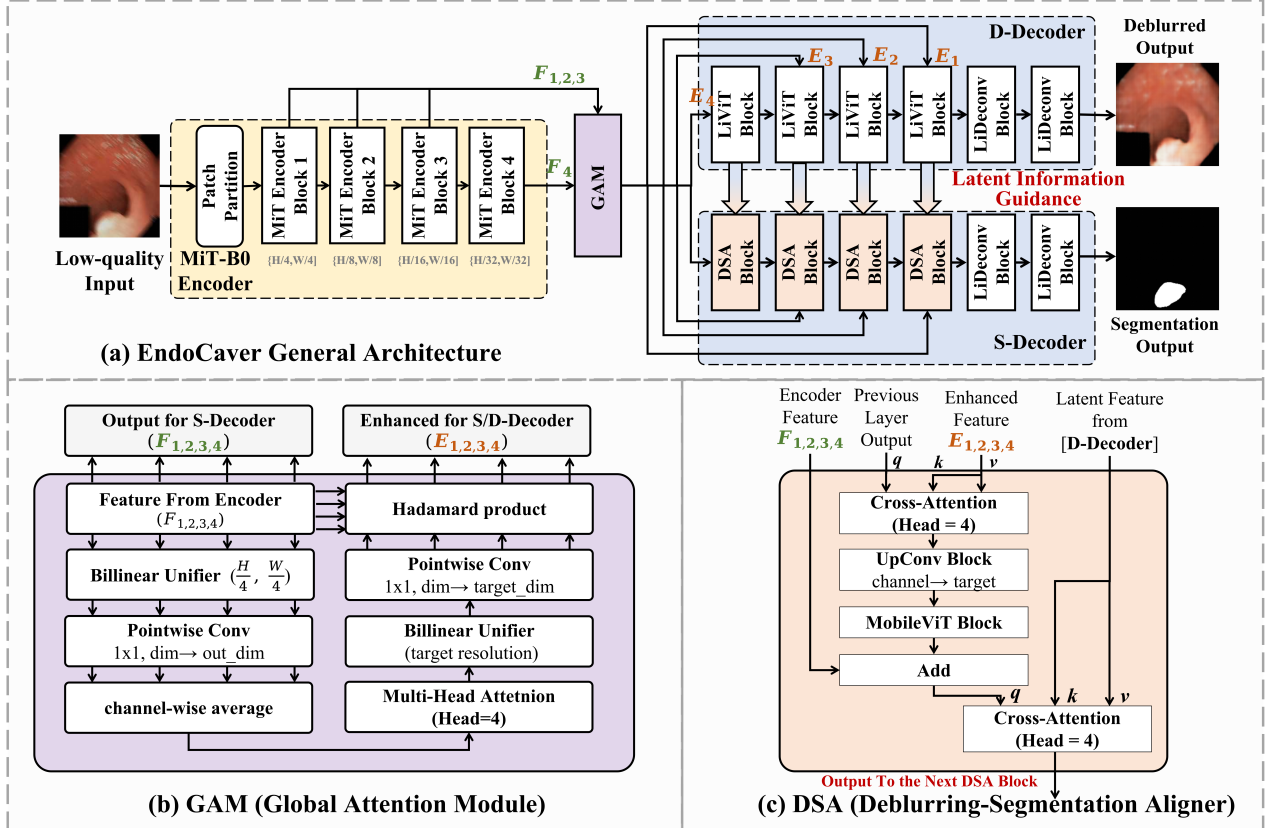 D-Decoder
Deblurred
Output
F1,2,3
E3
E2
E1
E4
LiViT
Block
LiViT
Block
LiViT
Block
LiViT
Block
LiDeconv
Block
LiDeconv
Block
Patch
Partition
MiT Encoder
Block 1
MiT Encoder
Block 2
MiT Encoder
Block 3
MiT Encoder
Block 4
F4
GAM
Latent Information
Guidance
Low-quality
Input
MiT-B0
Encoder
{H/4,W/4}
{H/8,W/8}
{H/16,W/16}
{H/32,W/32}
DSA
Block
DSA
Block
DSA
Block
DSA
Block
LiDeconv
Block
LiDeconv
Block
Segmentation
Output
S-Decoder
(a) EndoCaver General Architecture
Output for S-Decoder
(F1,2,3,4)
Enhanced for S/D-Decoder
(E1,2,3,4)
Feature From Encoder
(F1,2,3,4)
Hadamard product
Billinear Unifier (H/4, W/4)
Pointwise Conv
1x1, dim→ target_dim
Pointwise Conv
1x1, dim→ out_dim
Billinear Unifier
(target resolution)
channel-wise average
Multi-Head Attetnion
(Head=4)
(b) GAM (Global Attention Module)
Encoder
Feature
F1,2,3,4
Previous
Layer
Output
Enhanced
Feature
E1,2,3,4
Latent Feature
from
[D-Decoder]
q k v
Cross-Attention
(Head = 4)
UpConv Block
channel→ target
MobileViT Block
Add
q k v
Cross-Attention
(Head = 4)
Output To the Next DSA Block
(c) DSA (Deblurring-Segmentation Aligner)